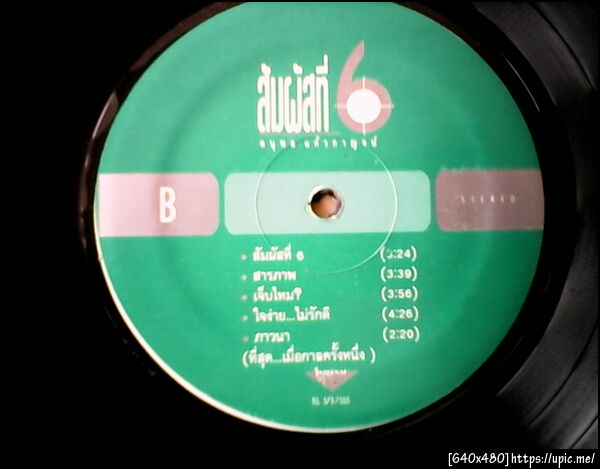 สัมผัสที่ 6
B
STEREO
สัมผัสที่ 6 (5:24)
สารภาพ (3:39)
เจ็บไหม? (3:56)
ใจง่าย...ไม่รักดี (4:26)
ภาวนา (2:20)
(ที่สุด...เมื่อกาลครั้งหนึ่ง )
[640x480]https://upic.me/